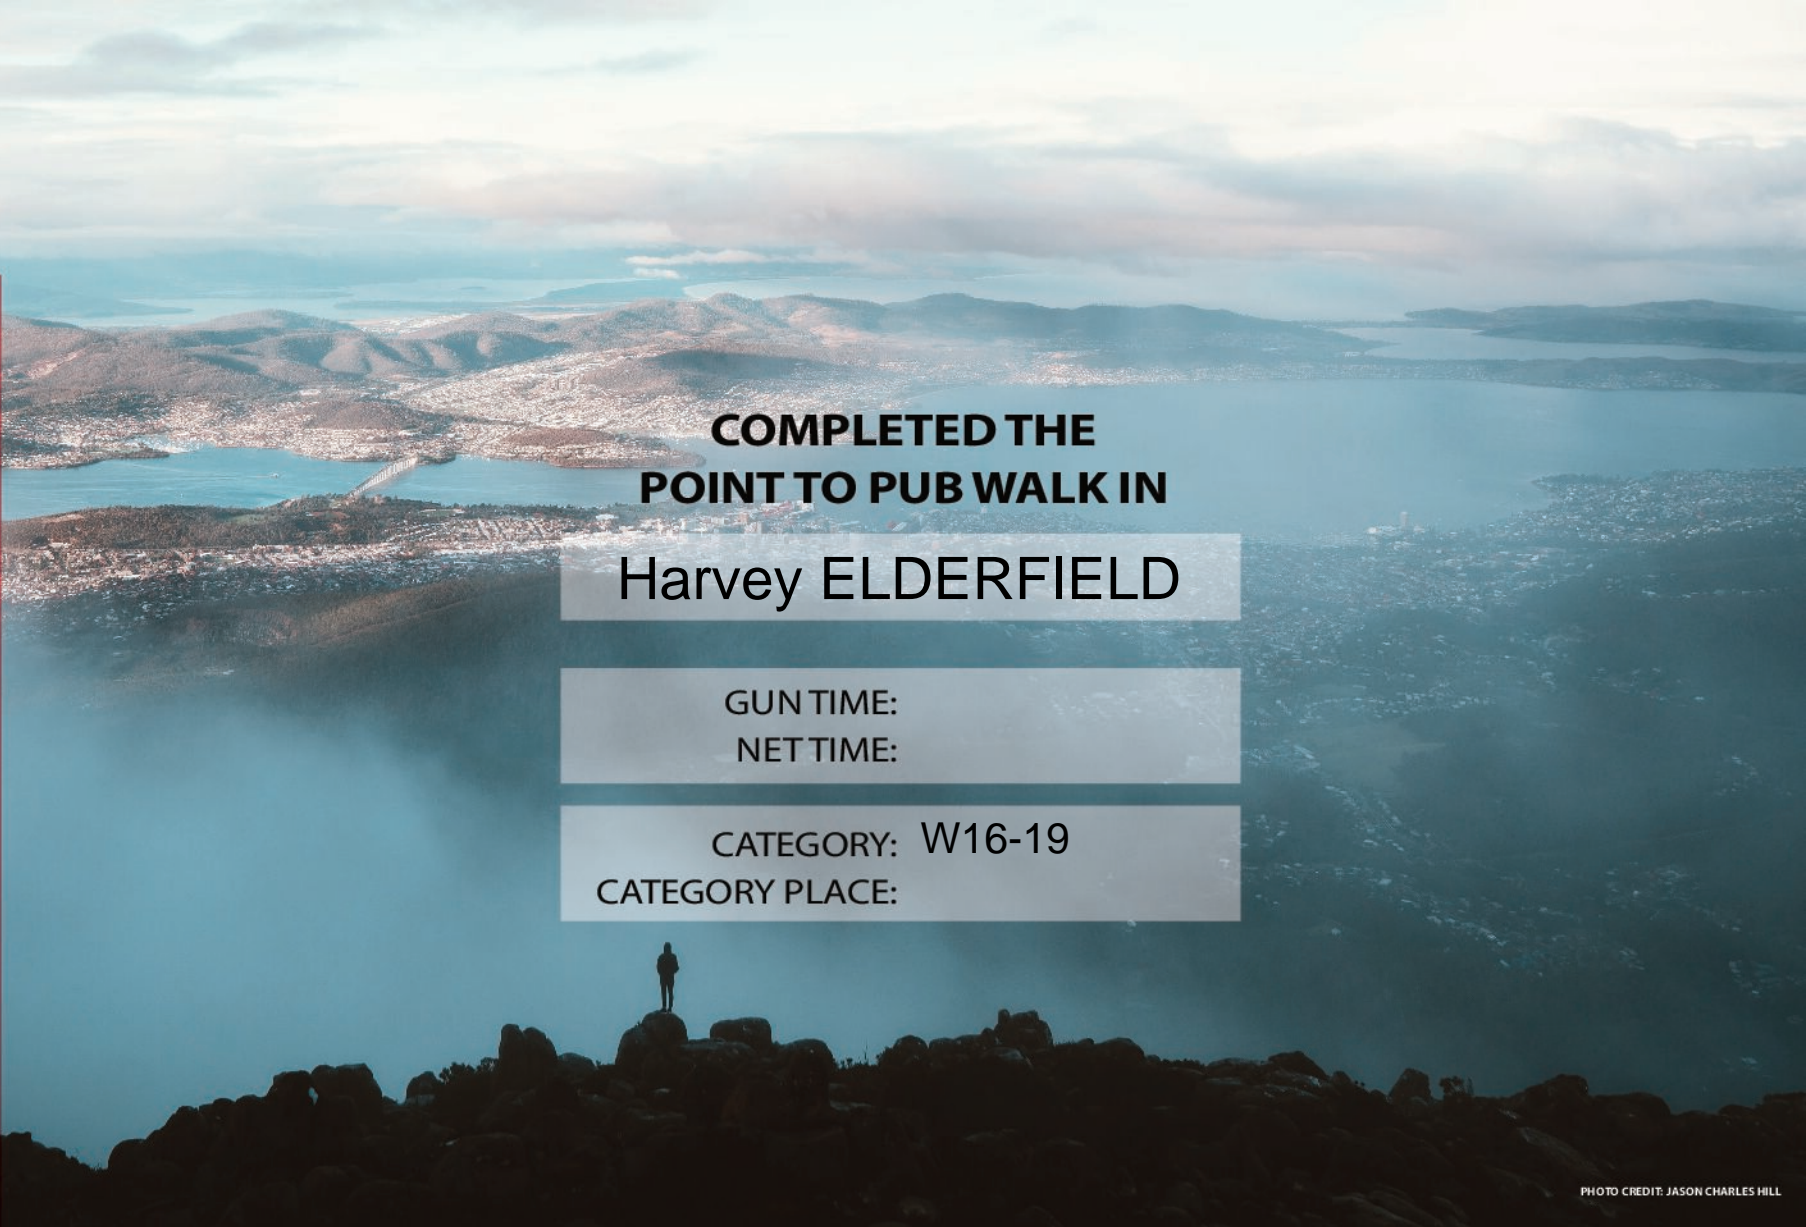 COMPLETED THE
POINT TO PUB WALK IN
Harvey ELDERFIELD
GUN TIME:
NET TIME:
CATEGORY: W16-19
CATEGORY PLACE:
PHOTO CREDIT: JASON CHARLES HILL